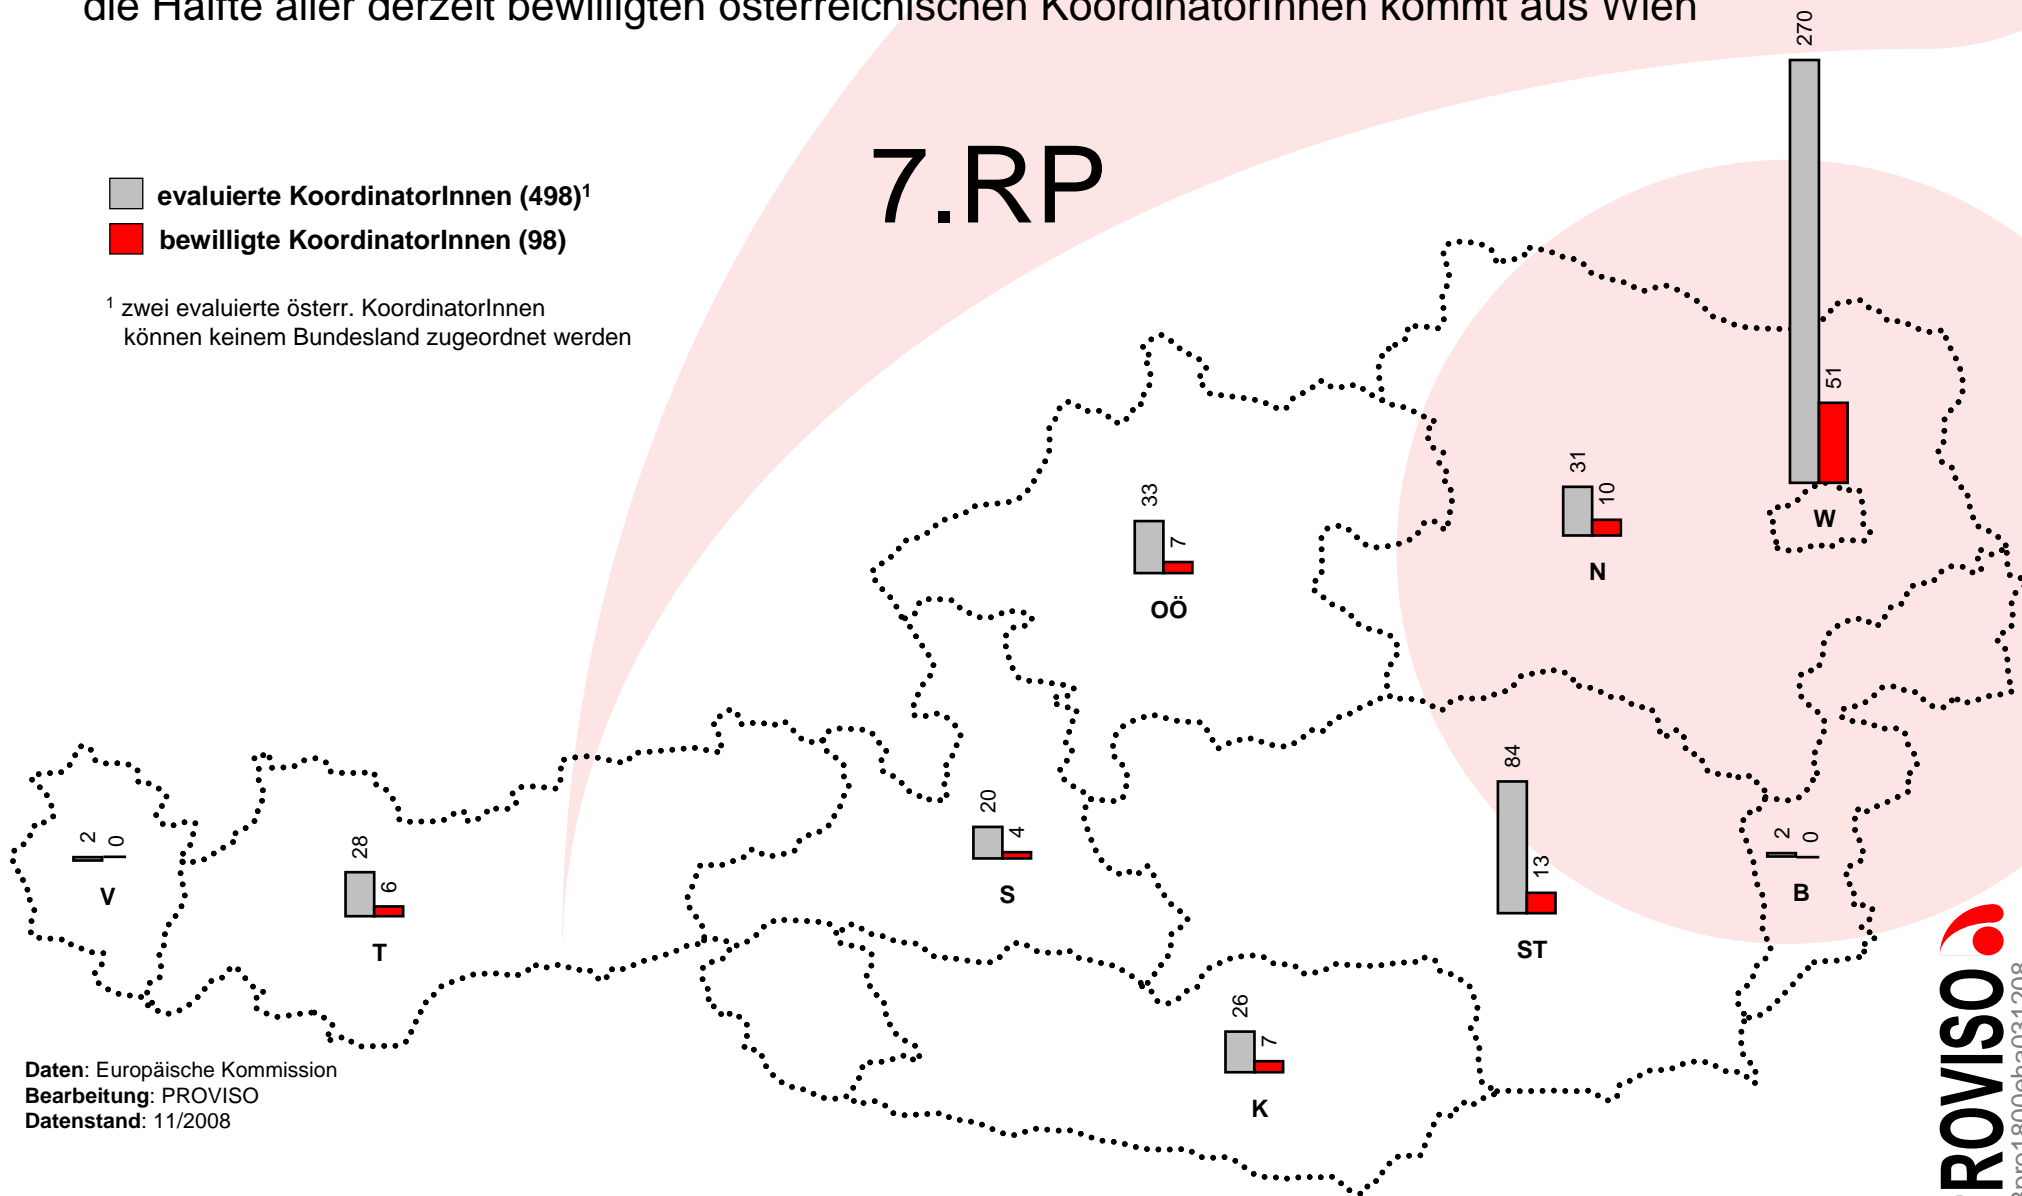 die Hälfte aller derzeit bewilligten österreichischen KoordinatorInnen kommt aus Wien
270
7.RP
evaluierte KoordinatorInnen (498)¹
bewilligte KoordinatorInnen (98)
¹ zwei evaluierte österr. KoordinatorInnen
können keinem Bundesland zugeordnet werden
51
W
31
10
N
33
7
OÖ
84
13
ST
20
4
S
2
0
B
2
0
V
28
6
T
26
7
K
Daten: Europäische Kommission
Bearbeitung: PROVISO
Datenstand: 11/2008
PROVISO